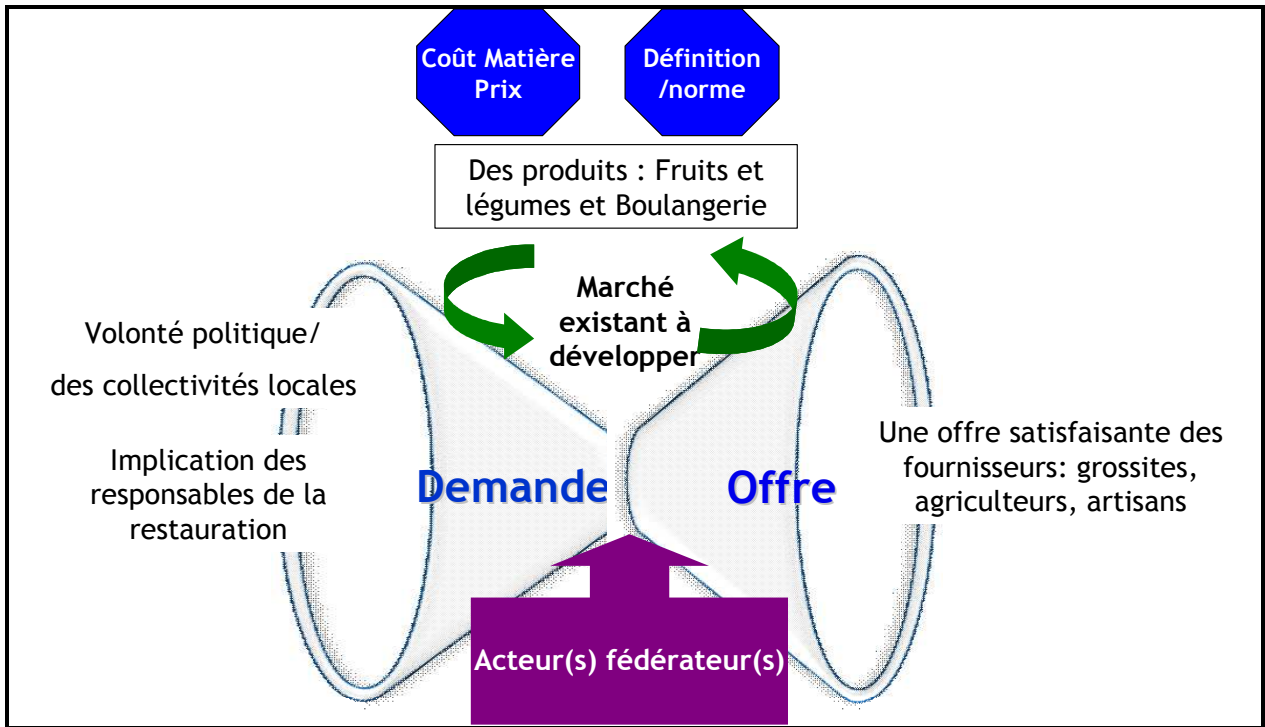 Coût Matière
Prix
Définition
/norme
Des produits : Fruits et
légumes et Boulangerie
Marché
existant à
développer
Volonté politique/
des collectivités locales
Implication des
responsables de la
restauration
Demande
Offre
Une offre satisfaisante des
fournisseurs: grossites,
agriculteurs, artisans
Acteur(s) fédérateur(s)